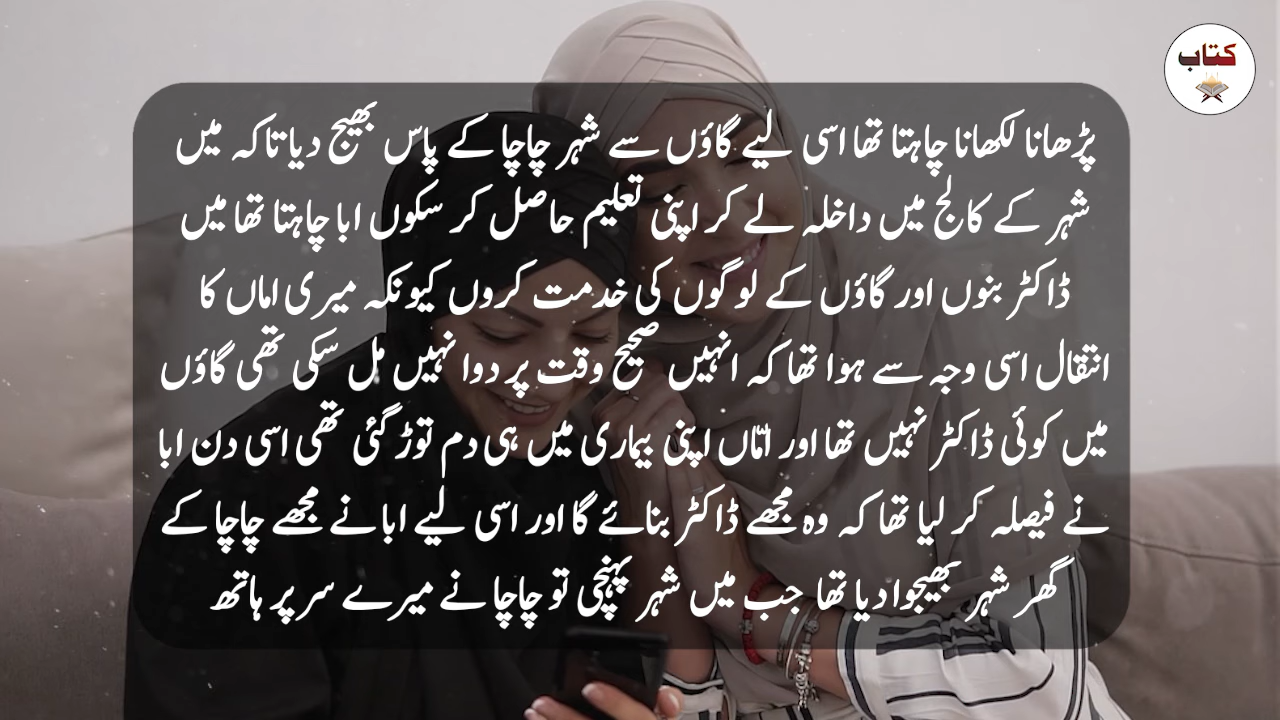 کتاب
پڑھانا لکھانا چاہتا تھا اسی لیے گاؤں سے شہر چاچا کے پاس بھیج دیا تاکہ میں
شہر کے کالج میں داخلہ لے کر اپنی تعلیم حاصل کر سکوں ابا چاہتا تھا میں
ڈاکٹر بنوں اور گاؤں کے لوگوں کی خدمت کروں کیونکہ میری اماں کا
انتقال اسی وجہ سے ہوا تھا کہ انہیں صحیح وقت پر دوا نہیں مل سکی تھی گاؤں
میں کوئی ڈاکٹر نہیں تھا اور امّاں اپنی بیماری میں ہی دم توڑ گئی تھی اسی دن ابا
نے فیصلہ کر لیا تھا کہ وہ مجھے ڈاکٹر بنائے گا اور اسی لیے ابا نے مجھے چاچا کے
گھر شہر بھیجوا دیا تھا جب میں شہر پہنچی تو چاچا نے میرے سر پر ہاتھ